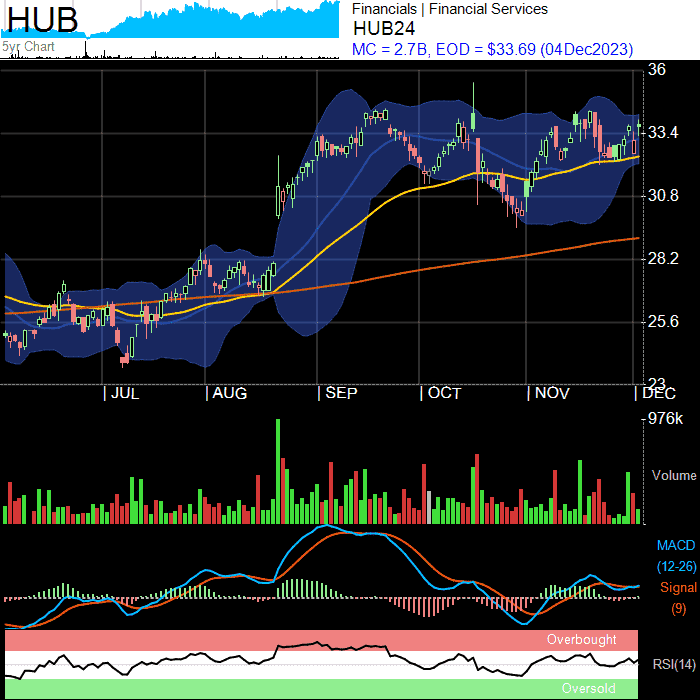 HUB
5yr Chart
Financials | Financial Services
HUB24
MC = 2.7B, EOD = $33.69 (04Dec2023)
36
33.4
30.8
28.2
25.6
23
| JUL | AUG | SEP | OCT | NOV | DEC
976k
Volume
MACD
(12-26)
Signal
(9)
Overbought
RSI(14)
Oversold